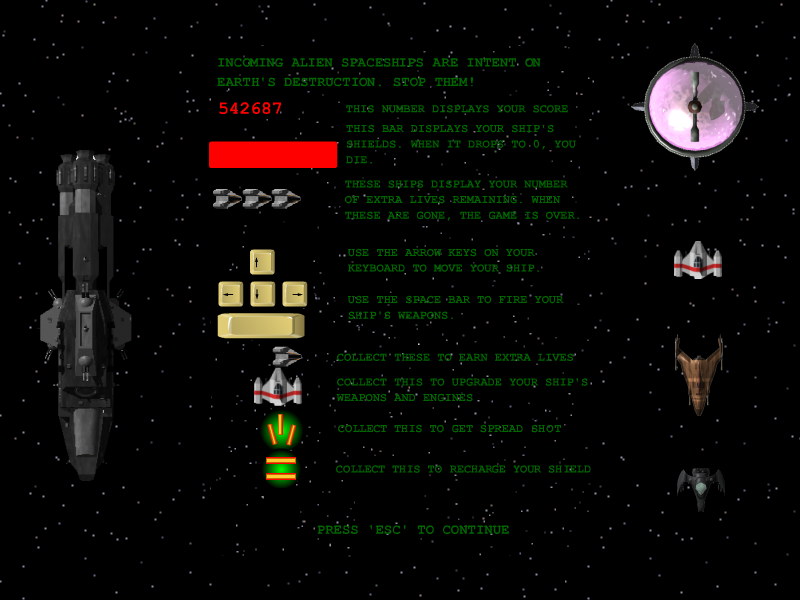 INCOMING ALIEN SPACESHIPS ARE INTENT ON
EARTH'S DESTRUCTION. STOP THEM!
542687
THIS NUMBER DISPLAYS YOUR SCORE
THIS BAR DISPLAYS YOUR SHIP'S
SHIELDS. WHEN IT DROPS TO 0, YOU
DIE.
THESE SHIPS DISPLAY YOUR NUMBER
OF EXTRA LIVES REMAINING. WHEN
THESE ARE GONE, THE GAME IS OVER.
USE THE ARROW KEYS ON YOUR
KEYBOARD TO MOVE YOUR SHIP.
USE THE SPACE BAR TO FIRE YOUR
SHIP'S WEAPONS.
COLLECT THESE TO EARN EXTRA LIVES
COLLECT THIS TO UPGRADE YOUR SHIP'S
WEAPONS AND ENGINES
COLLECT THIS TO GET SPREAD SHOT
COLLECT THIS TO RECHARGE YOUR SHIELD
PRESS 'ESC' TO CONTINUE